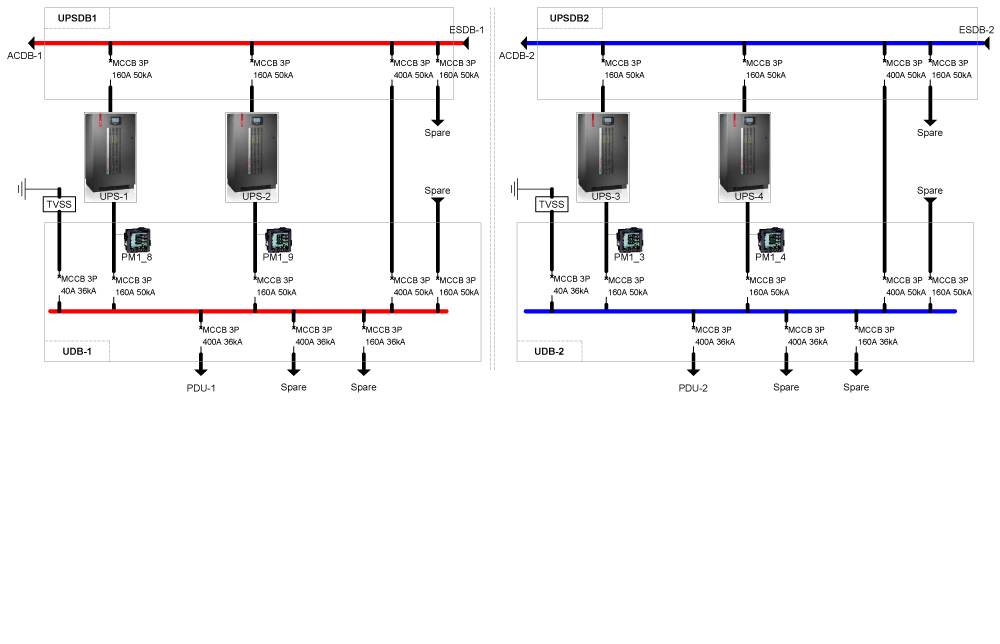 UPSDB1
ESDB-1
ACDB-1
MCCB 3P
160A 50kA
MCCB 3P
160A 50kA
MCCB 3P
400A 50kA
MCCB 3P
160A 50kA
Spare
UPS-1
UPS-2
Spare
TVSS
PM1_8
PM1_9
MCCB 3P
40A 36kA
MCCB 3P
160A 50kA
MCCB 3P
160A 50kA
MCCB 3P
400A 50kA
MCCB 3P
160A 50kA
MCCB 3P
400A 36kA
MCCB 3P
400A 36kA
MCCB 3P
160A 36kA
UDB-1
PDU-1
Spare
Spare
UPSDB2
ESDB-2
ACDB-2
MCCB 3P
160A 50kA
MCCB 3P
160A 50kA
MCCB 3P
400A 50kA
MCCB 3P
160A 50kA
Spare
UPS-3
UPS-4
Spare
TVSS
PM1_3
PM1_4
MCCB 3P
40A 36kA
MCCB 3P
160A 50kA
MCCB 3P
160A 50kA
MCCB 3P
400A 50kA
MCCB 3P
160A 50kA
MCCB 3P
400A 36kA
MCCB 3P
400A 36kA
MCCB 3P
160A 36kA
UDB-2
PDU-2
Spare
Spare